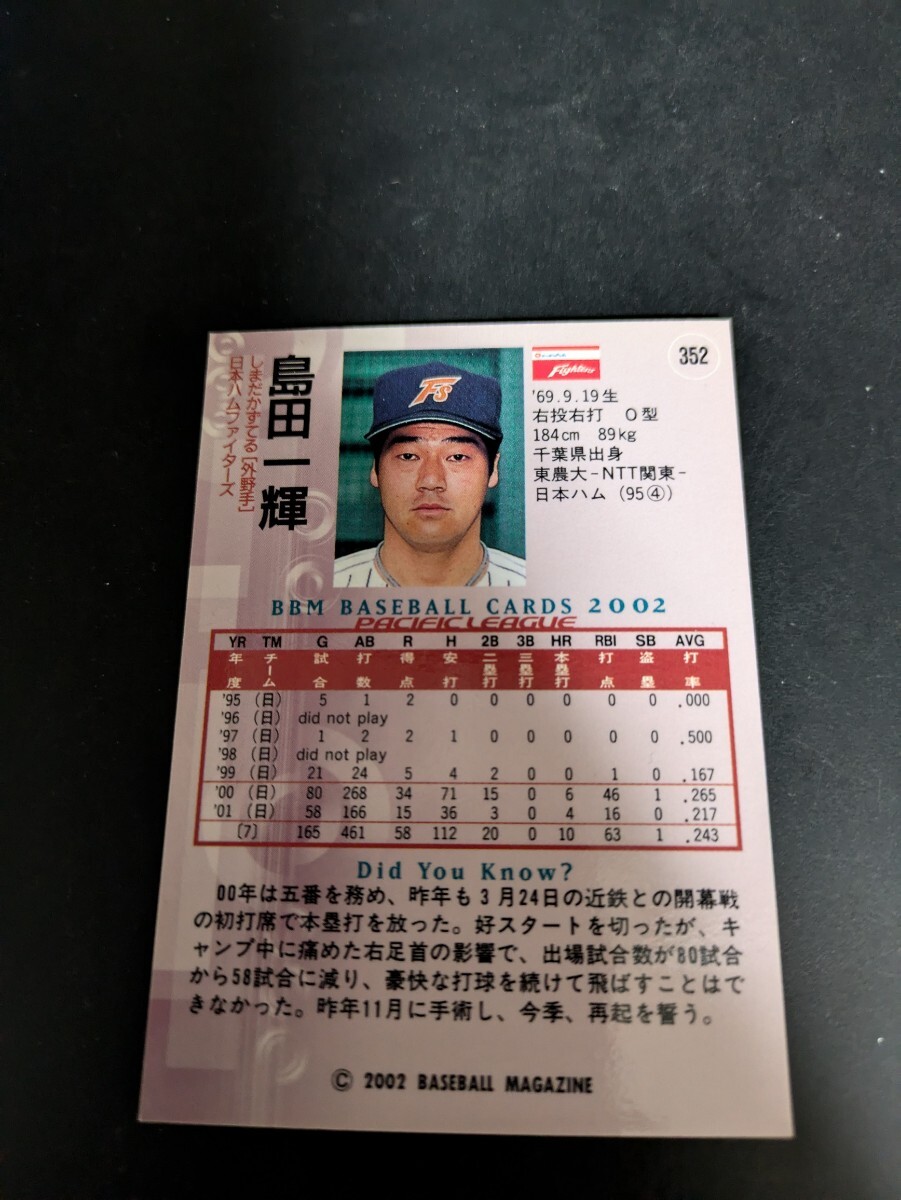 352
島田一輝
しまだかずてる［外野手］
日本ハムファイターズ
Fs
Fighters
'69.9.19生
右投右打 O型
184cm 89kg
千葉県出身
東農大−NTT関東−
日本ハム（95④）
BBM BASEBALL CARDS 2002
PACIFIC LEAGUE
YR TM G AB R H 2B 3B HR RBI SB AVG
年度 チーム 試合 打数 得点 安打 二塁打 三塁打 本塁打 打点 盗塁 打率
'95 （日） 5 1 2 0 0 0 0 0 0 .000
'96 （日） did not play
'97 （日） 1 2 2 1 0 0 0 0 0 .500
'98 （日） did not play
'99 （日） 21 24 5 4 2 0 0 1 0 .167
'00 （日） 80 268 34 71 15 0 6 46 1 .265
'01 （日） 58 166 15 36 3 0 4 16 0 .217
〔7〕 165 461 58 112 20 0 10 63 1 .243
Did You Know?
00年は五番を務め、昨年も3月24日の近鉄との開幕戦
の初打席で本塁打を放った。好スタートを切ったが、キ
ャンプ中に痛めた右足首の影響で、出場試合数が80試合
から58試合に減り、豪快な打球を続けて飛ばすことはで
きなかった。昨年11月に手術し、今季、再起を誓う。
© 2002 BASEBALL MAGAZINE